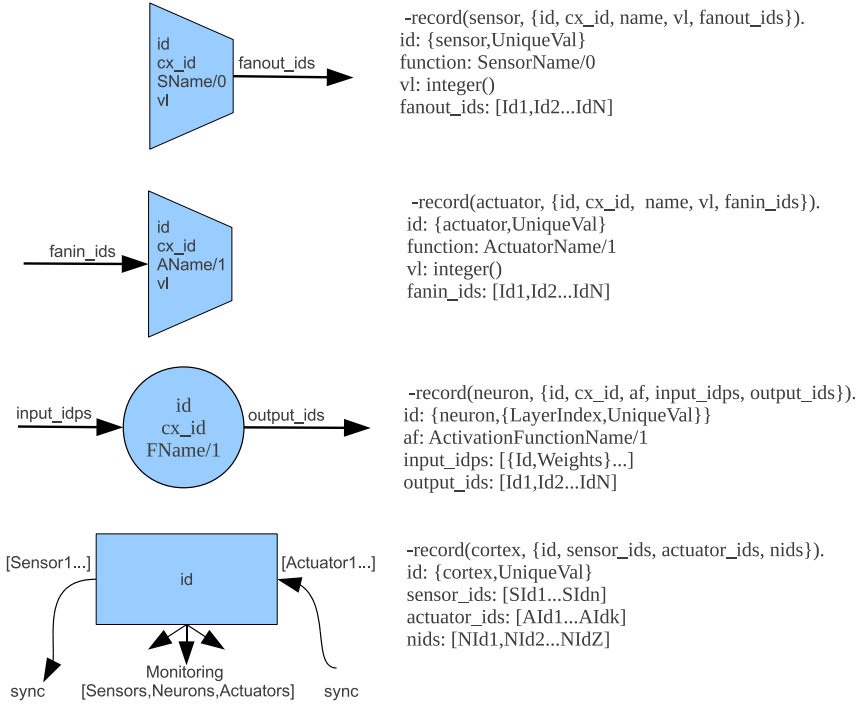 id
cx_id
SName/0
vl
fanout_ids
-record(sensor, {id, cx_id, name, vl, fanout_ids}).
id: {sensor,UniqueVal}
function: SensorName/0
vl: integer()
fanout_ids: [Id1,Id2...IdN]
fanin_ids
id
cx_id
AName/1
vl
-record(actuator, {id, cx_id, name, vl, fanin_ids}).
id: {actuator,UniqueVal}
function: ActuatorName/1
vl: integer()
fanin_ids: [Id1,Id2...IdN]
input_idps
id
cx_id
FName/1
output_ids
-record(neuron, {id, cx_id, af, input_idps, output_ids}).
id: {neuron,{LayerIndex,UniqueVal}}
af: ActivationFunctionName/1
input_idps: [{Id,Weights}...]
output_ids: [Id1,Id2...IdN]
[Sensor1...]
id
[Actuator1...]
sync
Monitoring
[Sensors,Neurons,Actuators]
sync
-record(cortex, {id, sensor_ids, actuator_ids, nids}).
id: {cortex,UniqueVal}
sensor_ids: [SId1...SIdn]
actuator_ids: [AId1...AIdk]
nids: [NId1,NId2...NIdZ]